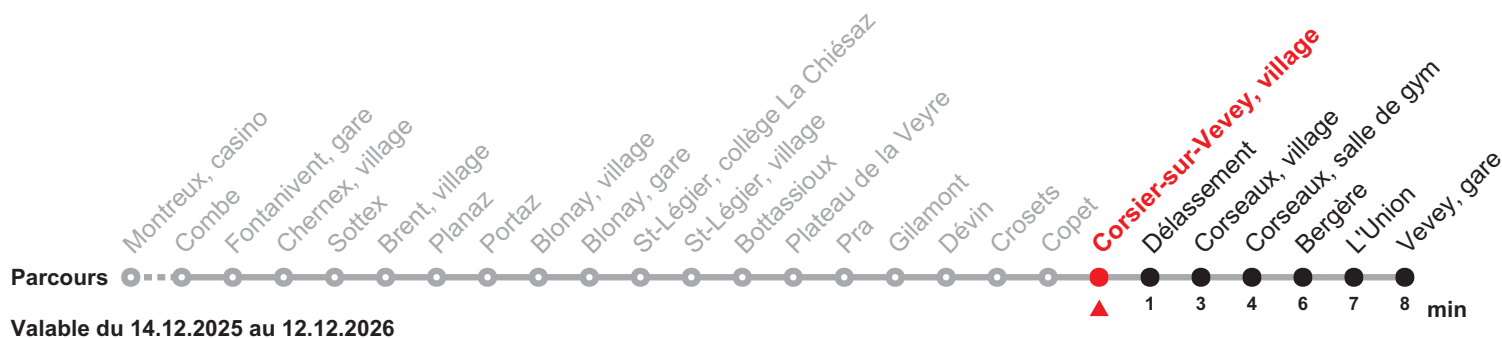 Montreux, casino
Combe
Fontanivent, gare
Chernex, village
Sottex
Brent, village
Planaz
Portaz
Blonay, village
Blonay, gare
St-Légier, collège La Chiésaz
St-Légier, village
Bottassioux
Plateau de la Veyre
Pra
Gilamont
Dévin
Crosets
Copet
Corsier-sur-Vevey, village
Délassement
Corseaux, village
Corseaux, salle de gym
Bergère
L'Union
Vevey, gare
Parcours
1 3 4 6 7 8 min
Valable du 14.12.2025 au 12.12.2026